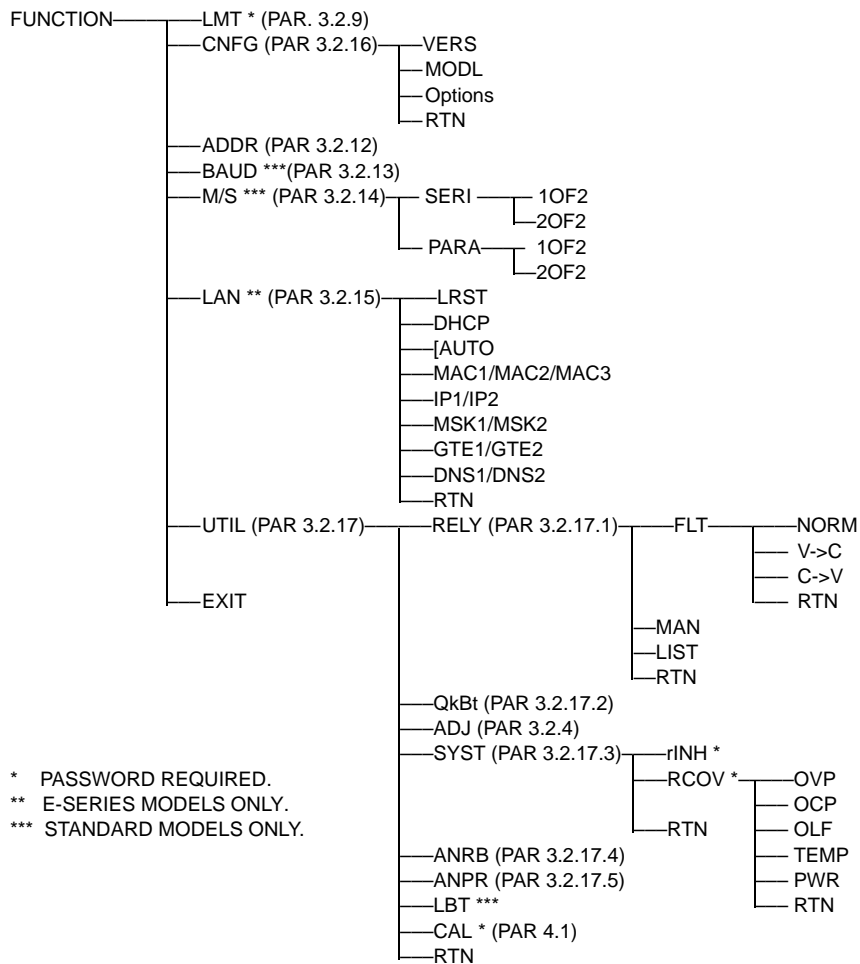 FUNCTION LMT * (PAR. 3.2.9)
CNFG (PAR 3.2.16) VERS
MODL
Options
RTN
ADDR (PAR 3.2.12)
BAUD ***(PAR 3.2.13)
M/S *** (PAR 3.2.14) SERI 1OF2
2OF2
PARA 1OF2
2OF2
LAN ** (PAR 3.2.15) LRST
DHCP
[AUTO
MAC1/MAC2/MAC3
IP1/IP2
MSK1/MSK2
GTE1/GTE2
DNS1/DNS2
RTN
UTIL (PAR 3.2.17) RELY (PAR 3.2.17.1) FLT NORM
V->C
C->V
EXIT RTN
MAN
LIST
RTN
QkBt (PAR 3.2.17.2)
ADJ (PAR 3.2.4)
SYST (PAR 3.2.17.3) rINH *
* PASSWORD REQUIRED. RCOV * OVP
** E-SERIES MODELS ONLY. OCP
*** STANDARD MODELS ONLY. RTN OLF
ANRB (PAR 3.2.17.4) TEMP
ANPR (PAR 3.2.17.5) PWR
LBT *** RTN
CAL * (PAR 4.1)
RTN